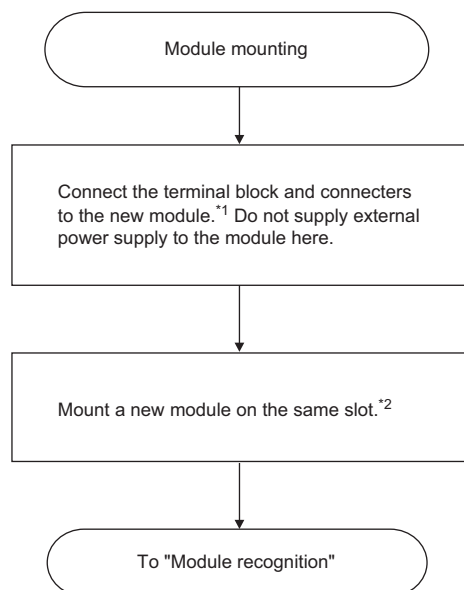 Module mounting
Connect the terminal block and connecters
to the new module.*1 Do not supply external
power supply to the module here.
Mount a new module on the same slot.*2
To "Module recognition"